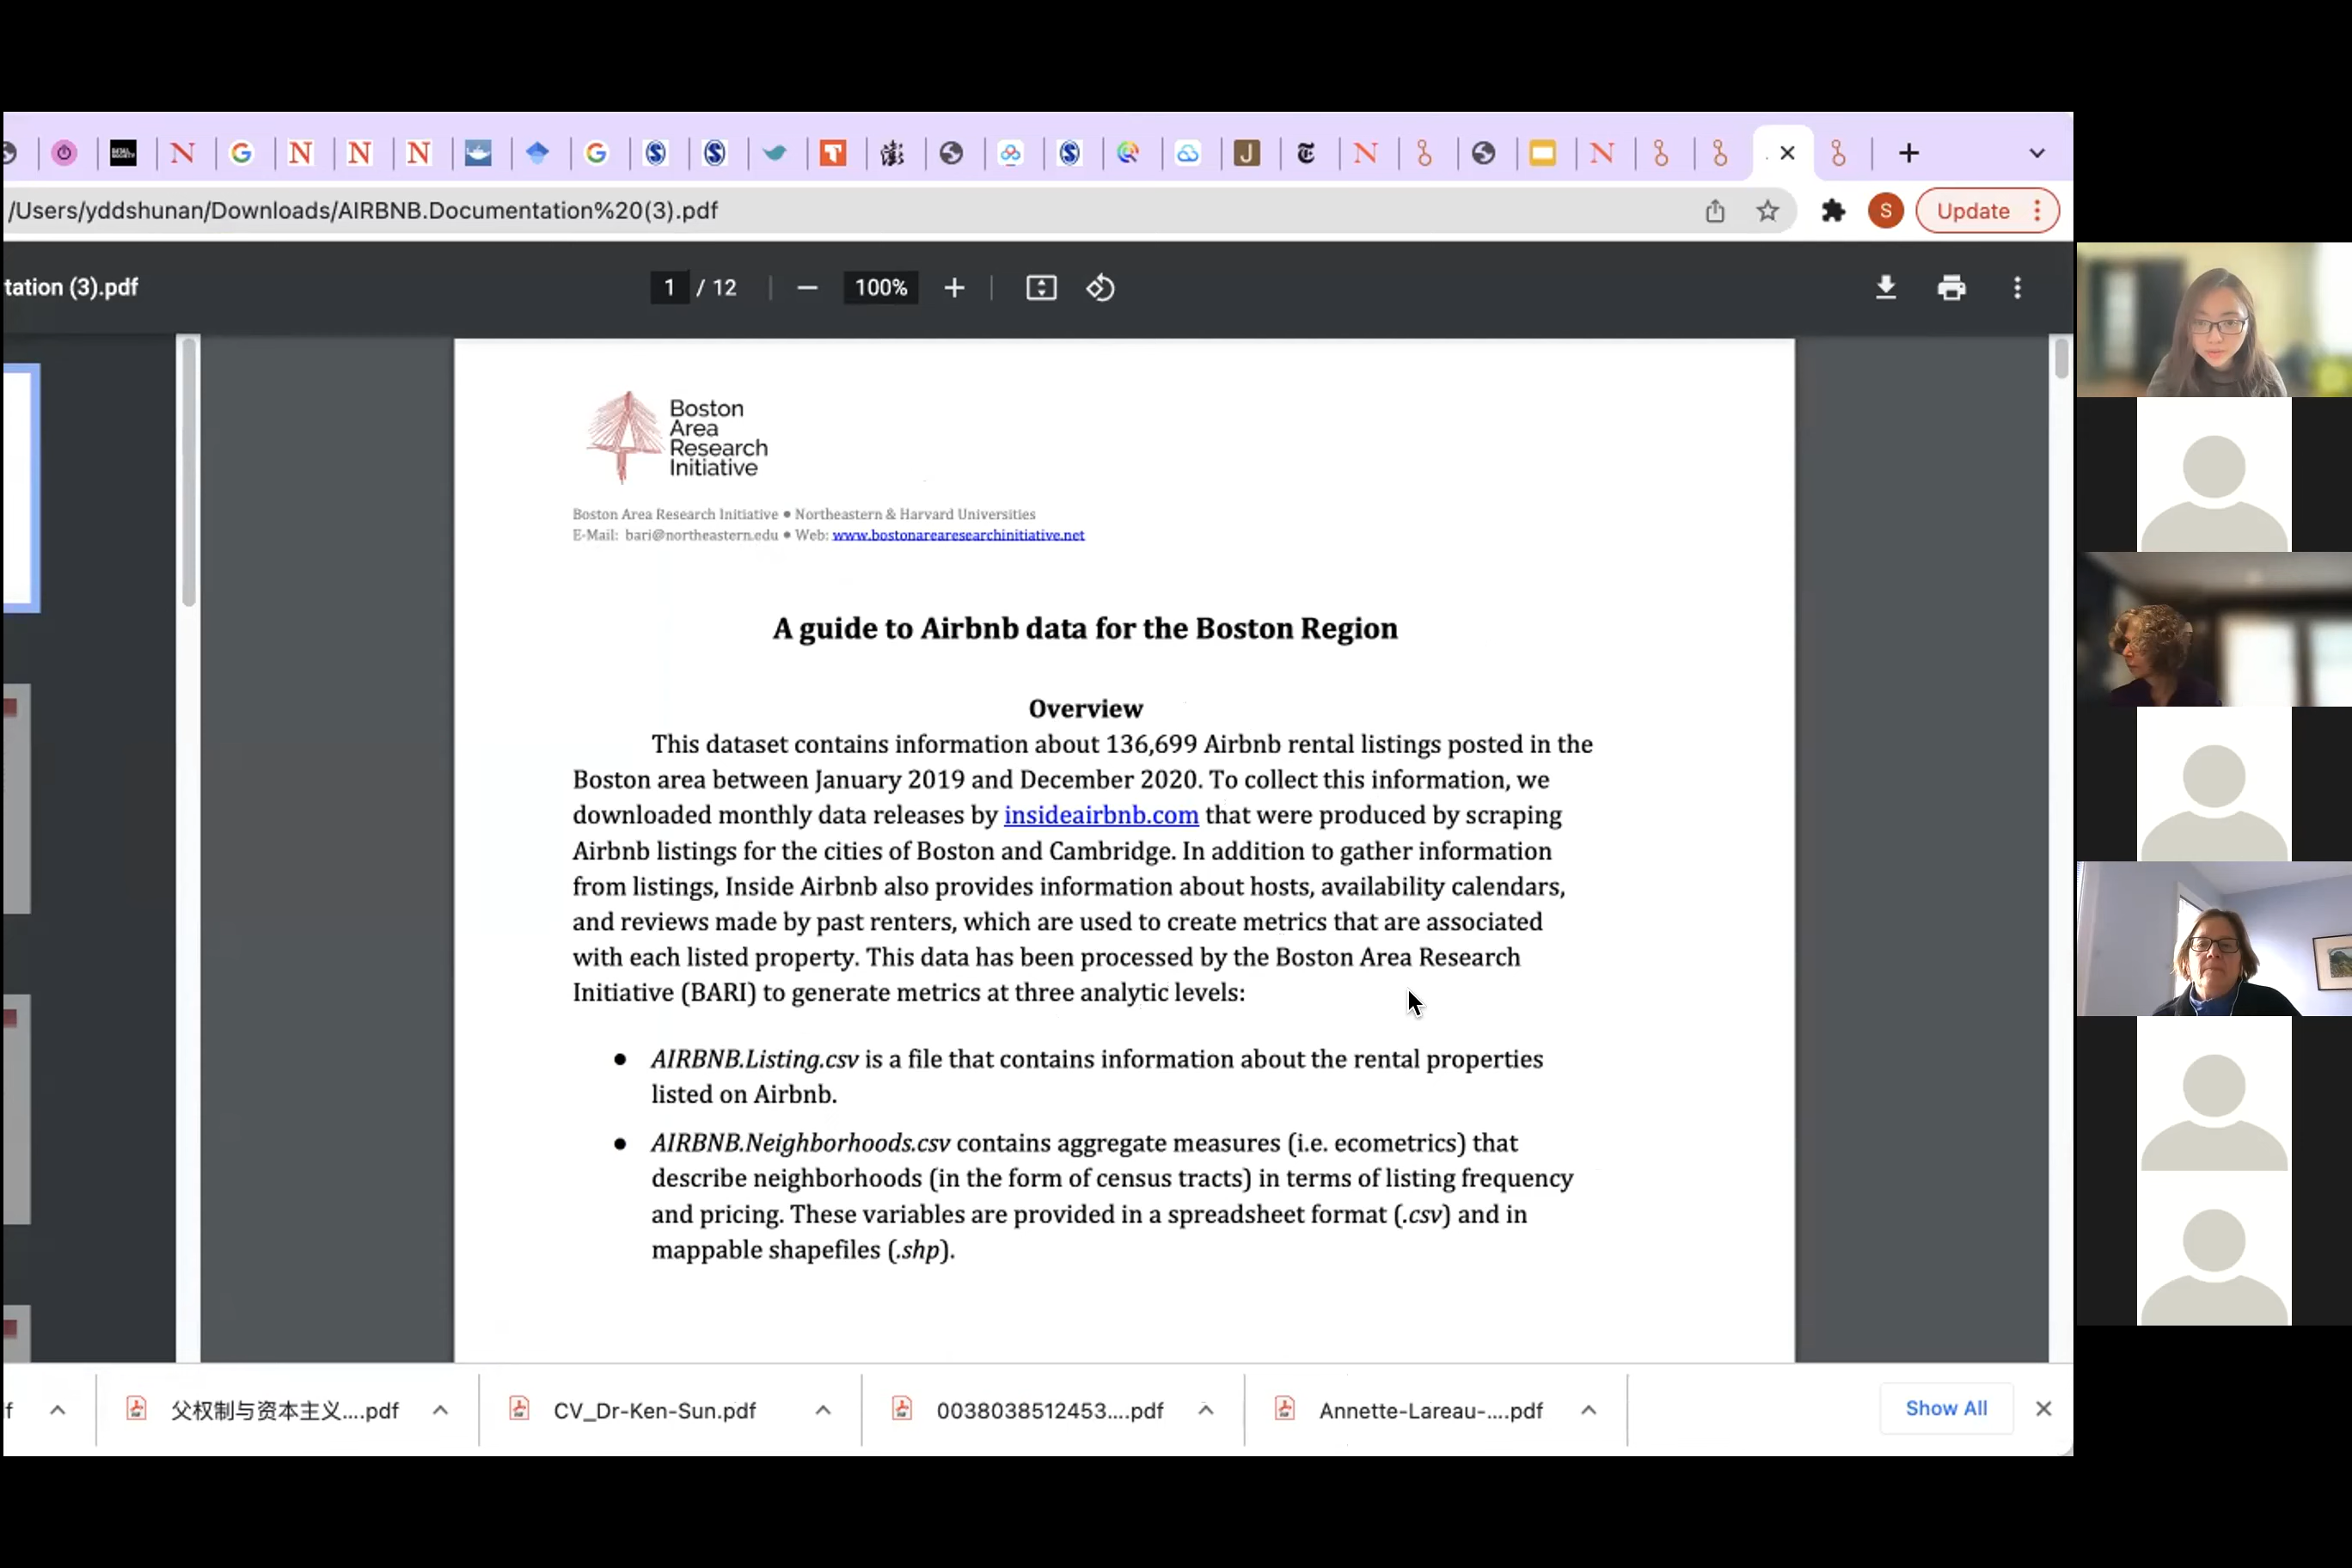 /Users/yddshunan/Downloads/AIRBNB.Documentation%20(3).pdf
S
Update
tation (3).pdf
1 / 12
100%
Boston
Area
Research
Initiative
Boston Area Research Initiative ● Northeastern & Harvard Universities
E-Mail: bari@northeastern.edu ● Web: www.bostonarearesearchinitiative.net
A guide to Airbnb data for the Boston Region
Overview
This dataset contains information about 136,699 Airbnb rental listings posted in the
Boston area between January 2019 and December 2020. To collect this information, we
downloaded monthly data releases by insideairbnb.com that were produced by scraping
Airbnb listings for the cities of Boston and Cambridge. In addition to gather information
from listings, Inside Airbnb also provides information about hosts, availability calendars,
and reviews made by past renters, which are used to create metrics that are associated
with each listed property. This data has been processed by the Boston Area Research
Initiative (BARI) to generate metrics at three analytic levels:
● AIRBNB.Listing.csv is a file that contains information about the rental properties
listed on Airbnb.
● AIRBNB.Neighborhoods.csv contains aggregate measures (i.e. ecometrics) that
describe neighborhoods (in the form of census tracts) in terms of listing frequency
and pricing. These variables are provided in a spreadsheet format (.csv) and in
mappable shapefiles (.shp).
f
父权制与资本主义....pdf
CV_Dr-Ken-Sun.pdf
0038038512453....pdf
Annette-Lareau-....pdf
Show All